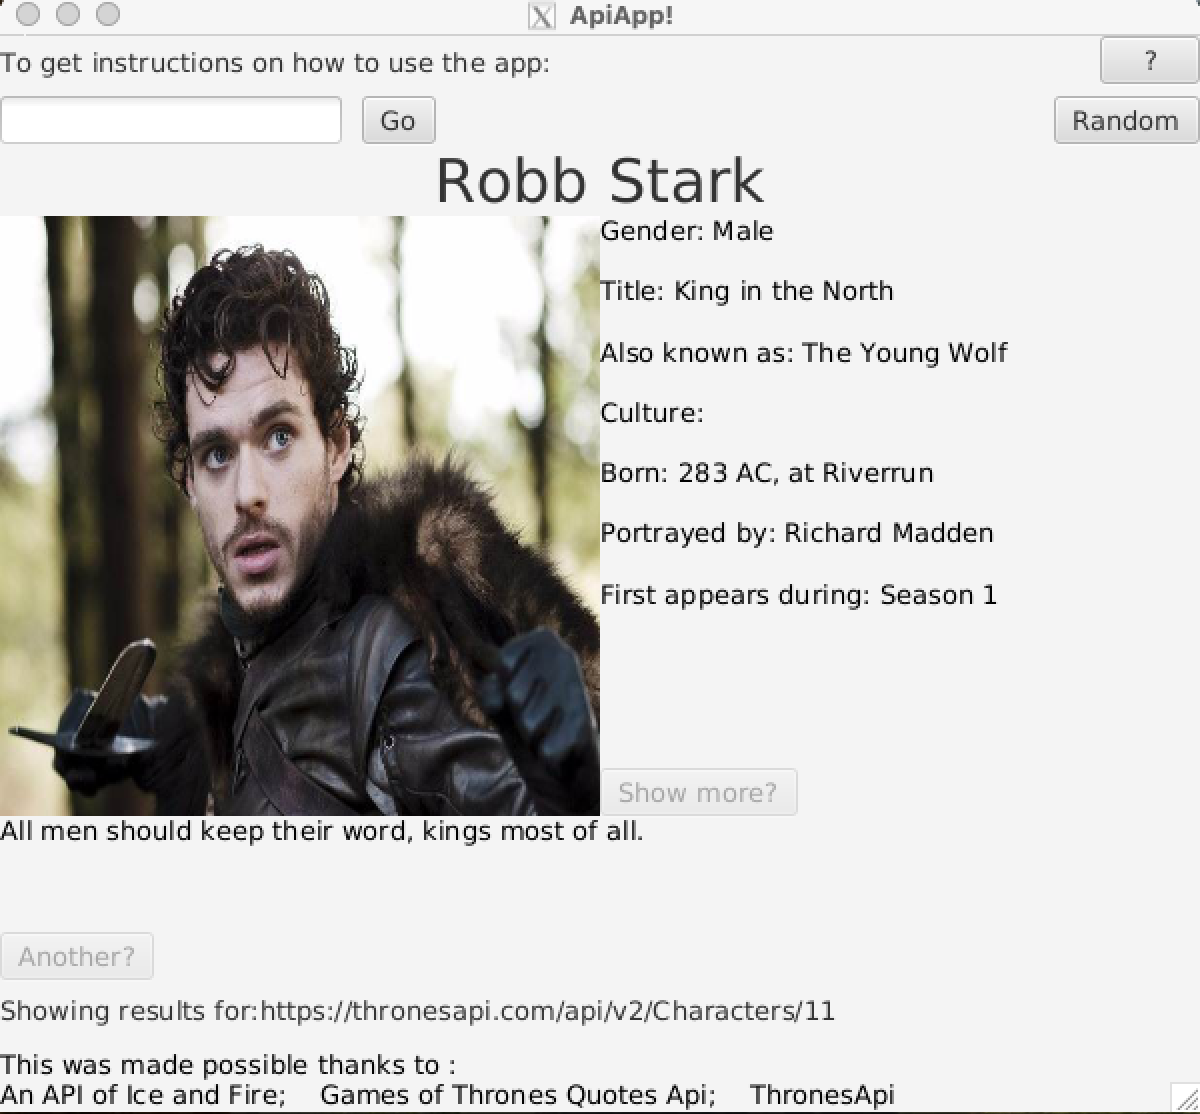 ApiApp!
To get instructions on how to use the app:
?
Go
Random
Robb Stark
Gender: Male
Title: King in the North
Also known as: The Young Wolf
Culture:
Born: 283 AC, at Riverrun
Portrayed by: Richard Madden
First appears during: Season 1
Show more?
All men should keep their word, kings most of all.
Another?
Showing results for:https://thronesapi.com/api/v2/Characters/11
This was made possible thanks to :
An API of Ice and Fire;    Games of Thrones Quotes Api;    ThronesApi